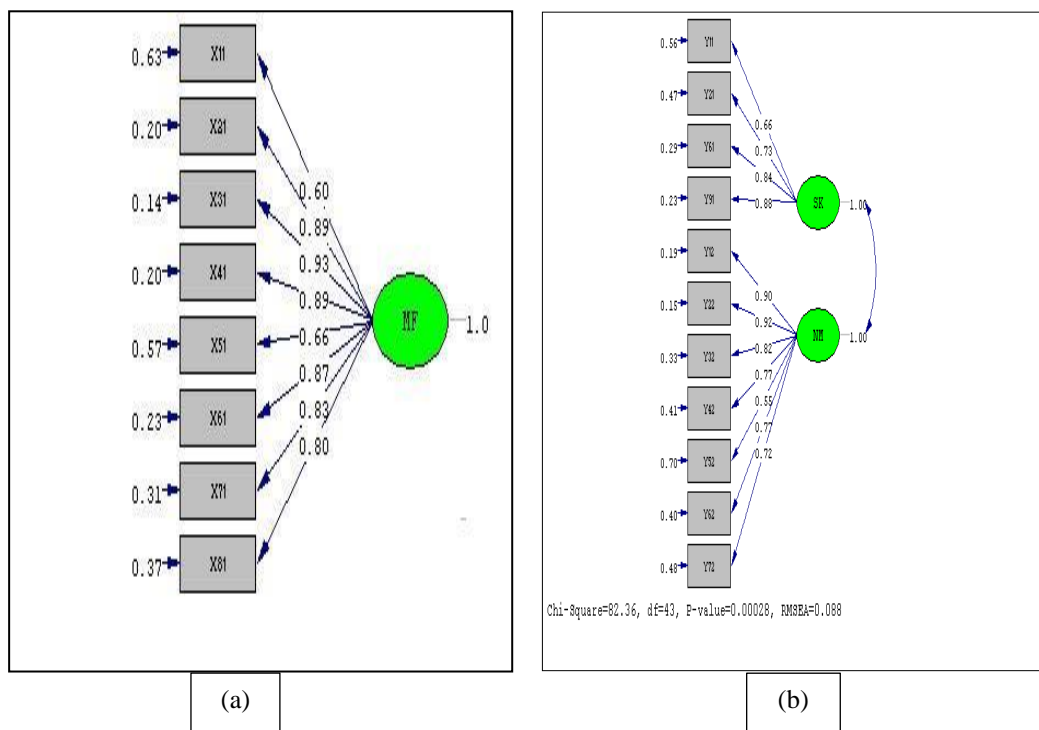 0.63 X11
0.20 X21
0.14 X31
0.20 X41
0.57 X51
0.23 X61
0.31 X71
0.37 X81
0.60
0.89
0.93
0.89
0.66
0.87
0.83
0.80
MF 1.0
(a)
0.56 Y11
0.47 Y21
0.29 Y61
0.23 Y91
0.19 Y12
0.15 Y22
0.33 Y32
0.41 Y42
0.70 Y52
0.40 Y62
0.48 Y72
0.66
0.73
0.84
0.88
SK 1.00
0.90
0.92
0.82
0.77
0.55
0.77
0.72
NM 1.00
Chi-Square=82.36, df=43, P-value=0.00028, RMSEA=0.088
(b)